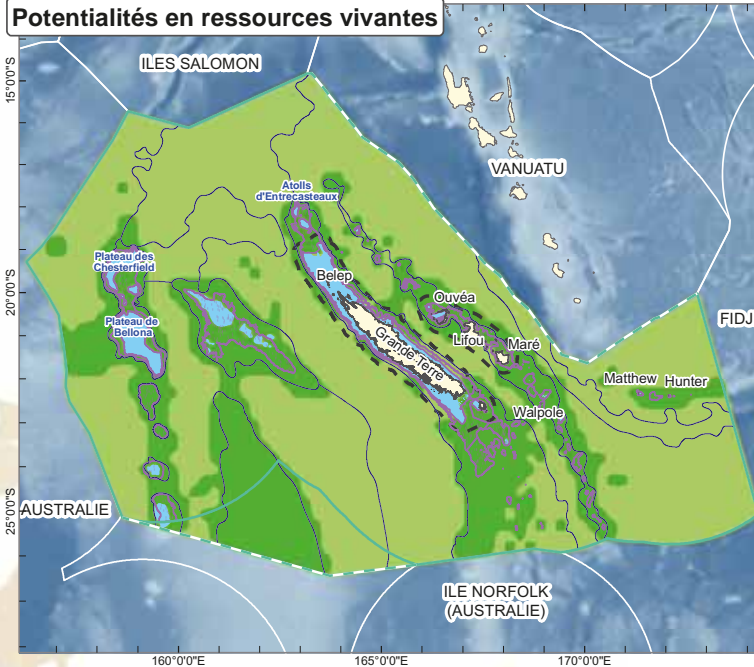 Potentialités en ressources vivantes
ILES SALOMON
15°0'0"S
VANUATU
Atolls
d'Entrecasteaux
Plateau des
Chesterfield
Belep
20°0'0"S
Ouvéa
Plateau de
Bellona
FIDJ
Lifou
Maré
Grande Terre
Matthew
Hunter
Walpole
25°0'0"S
AUSTRALIE
ILE NORFOLK
(AUSTRALIE)
160°0'0"E
165°0'0"E
170°0'0"E